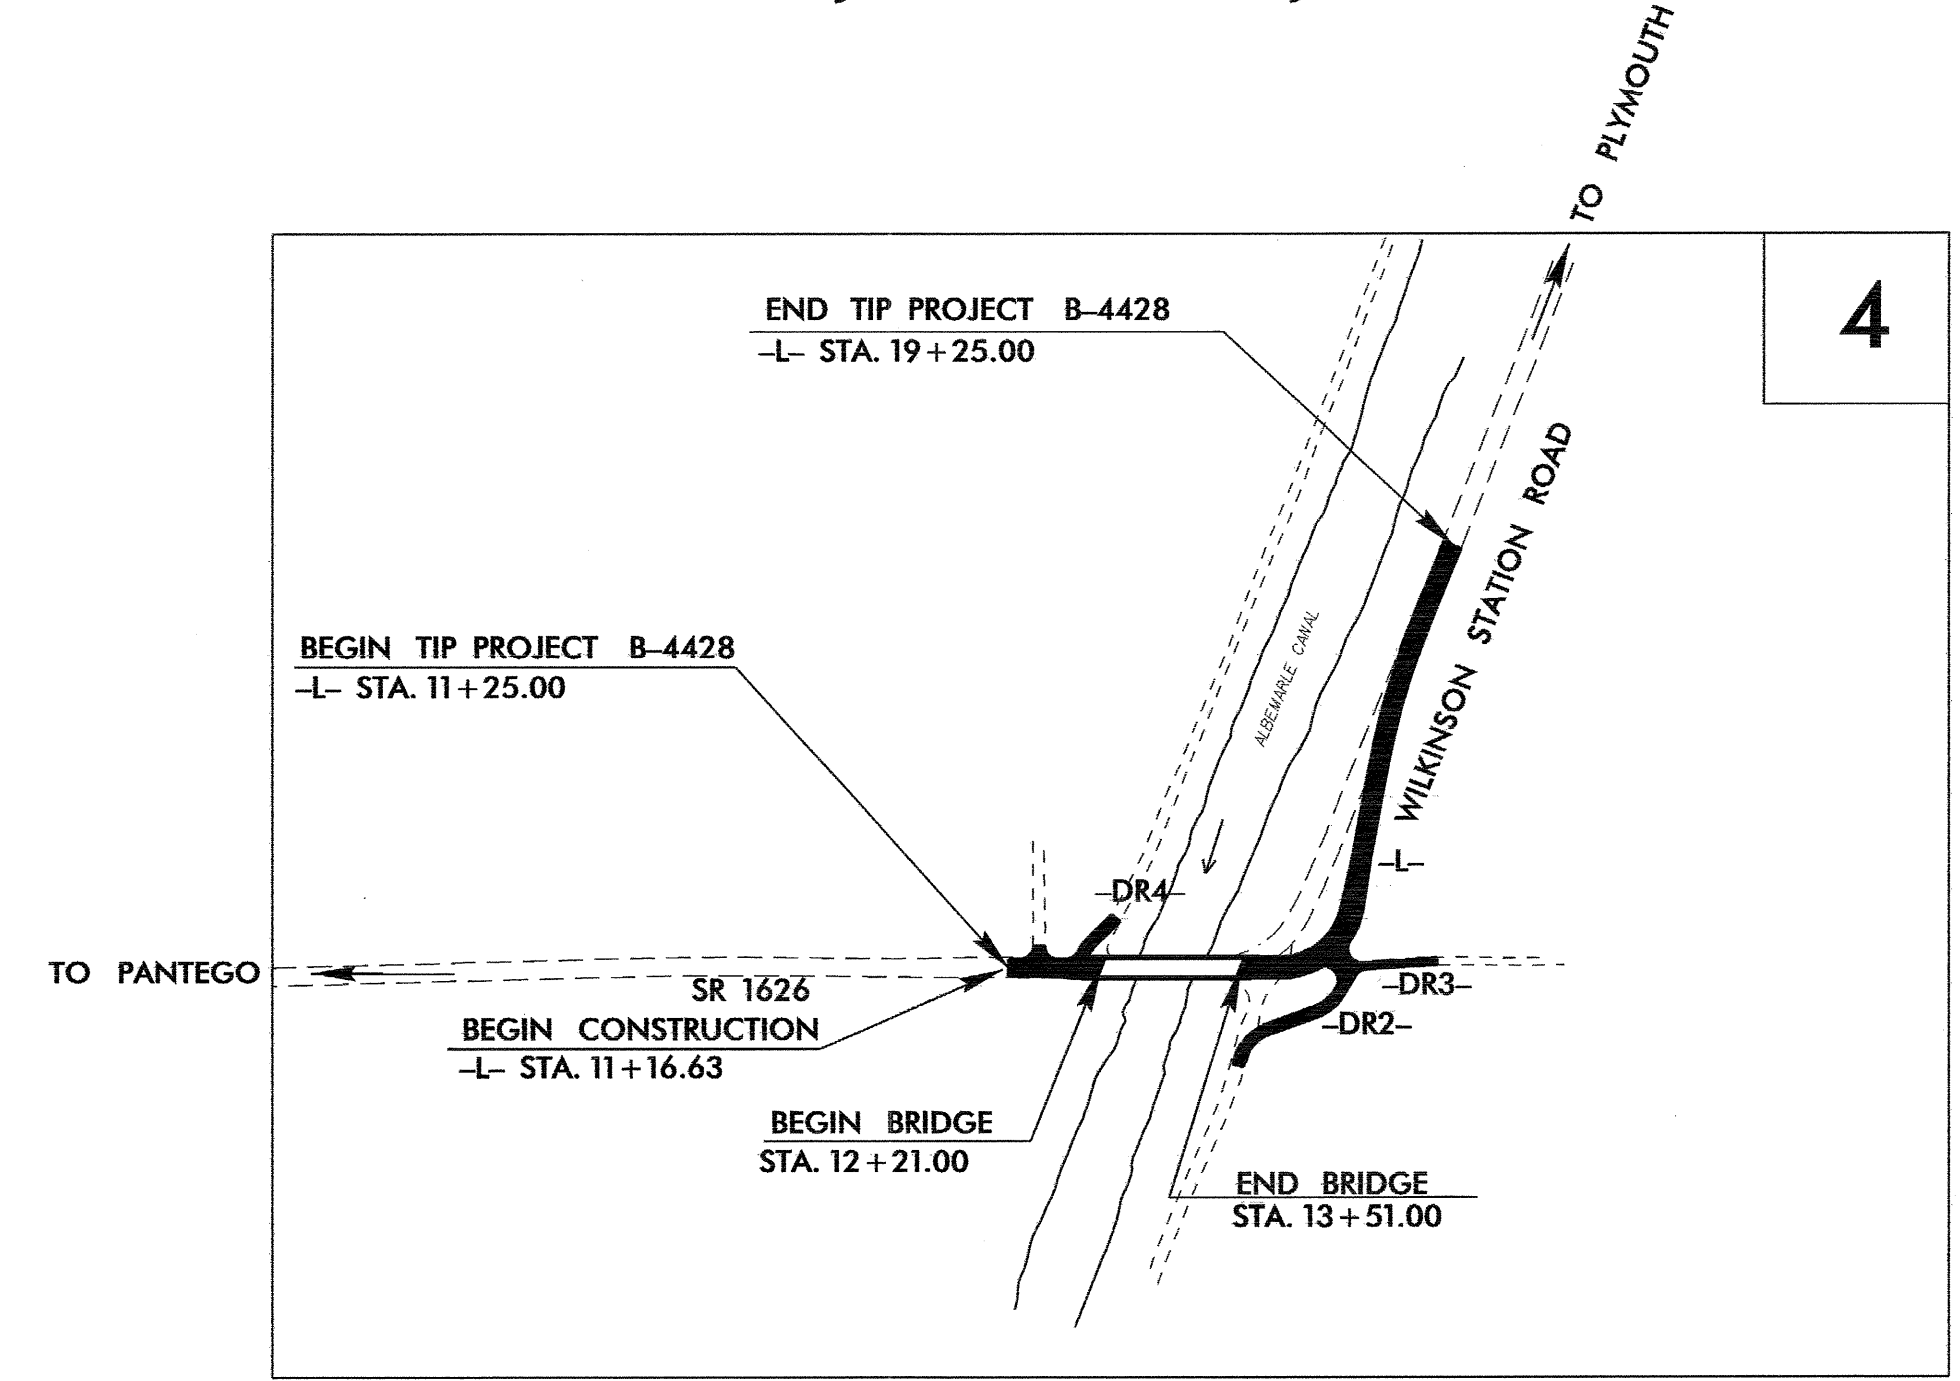 TO PLYMOUTH
4
END TIP PROJECT B-4428
-L- STA. 19+25.00
WILKINSON STATION ROAD
ALBEMARLE CANAL
BEGIN TIP PROJECT B-4428
-L- STA. 11+25.00
-L-
-DR4-
TO PANTEGO
SR 1626
-DR3-
BEGIN CONSTRUCTION
-L- STA. 11+16.63
-DR2-
BEGIN BRIDGE
STA. 12+21.00
END BRIDGE
STA. 13+51.00